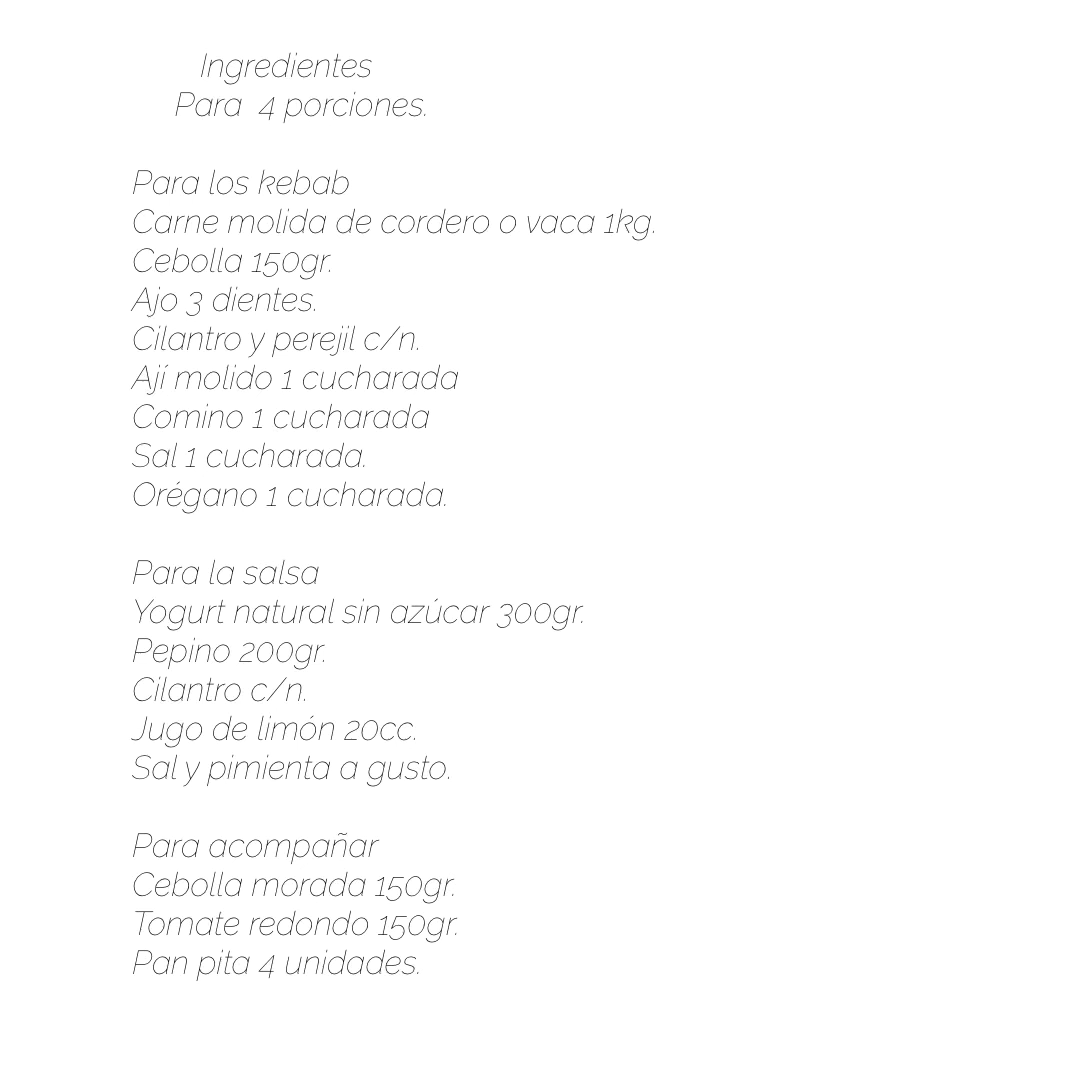 Ingredientes
Para  4 porciones.
Para los kebab
Carne molida de cordero o vaca 1kg.
Cebolla 150gr.
Ajo 3 dientes.
Cilantro y perejil c/n.
Ají molido 1 cucharada
Comino 1 cucharada
Sal 1 cucharada.
Orégano 1 cucharada.
Para la salsa
Yogurt natural sin azúcar 300gr.
Pepino 200gr.
Cilantro c/n.
Jugo de limón 20cc.
Sal y pimienta a gusto.
Para acompañar
Cebolla morada 150gr.
Tomate redondo 150gr.
Pan pita 4 unidades.